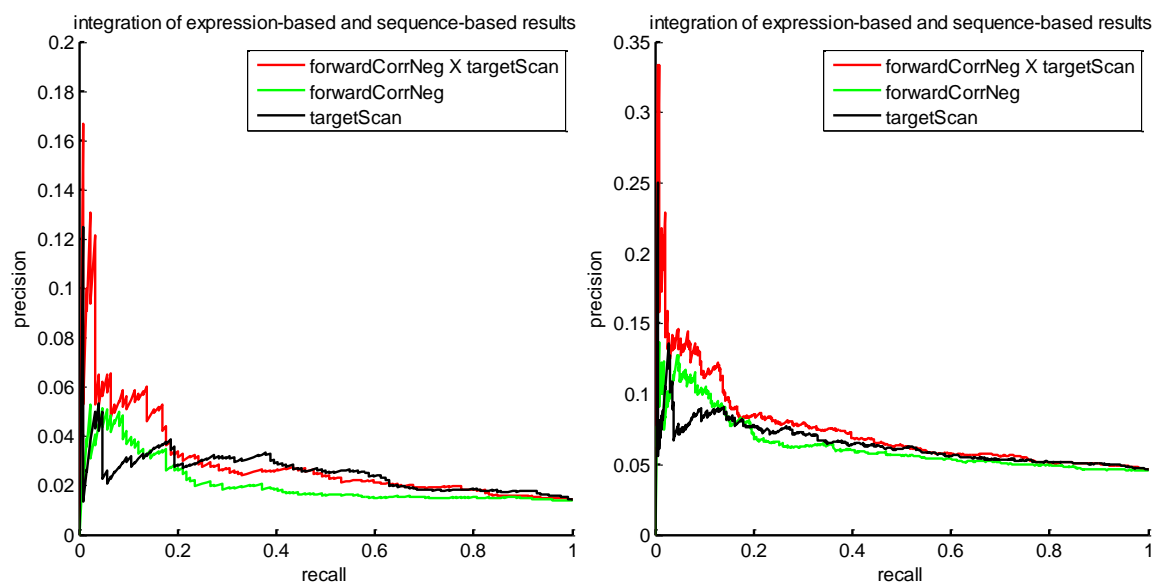 integration of expression-based and sequence-based results
0.2
0.18
0.16
0.14
0.12
0.1
0.08
0.06
0.04
0.02
0
precision
forwardCorrNeg X targetScan
forwardCorrNeg
targetScan
0 0.2 0.4 0.6 0.8 1
recall
integration of expression-based and sequence-based results
0.35
0.3
0.25
0.2
0.15
0.1
0.05
0
precision
forwardCorrNeg X targetScan
forwardCorrNeg
targetScan
0 0.2 0.4 0.6 0.8 1
recall